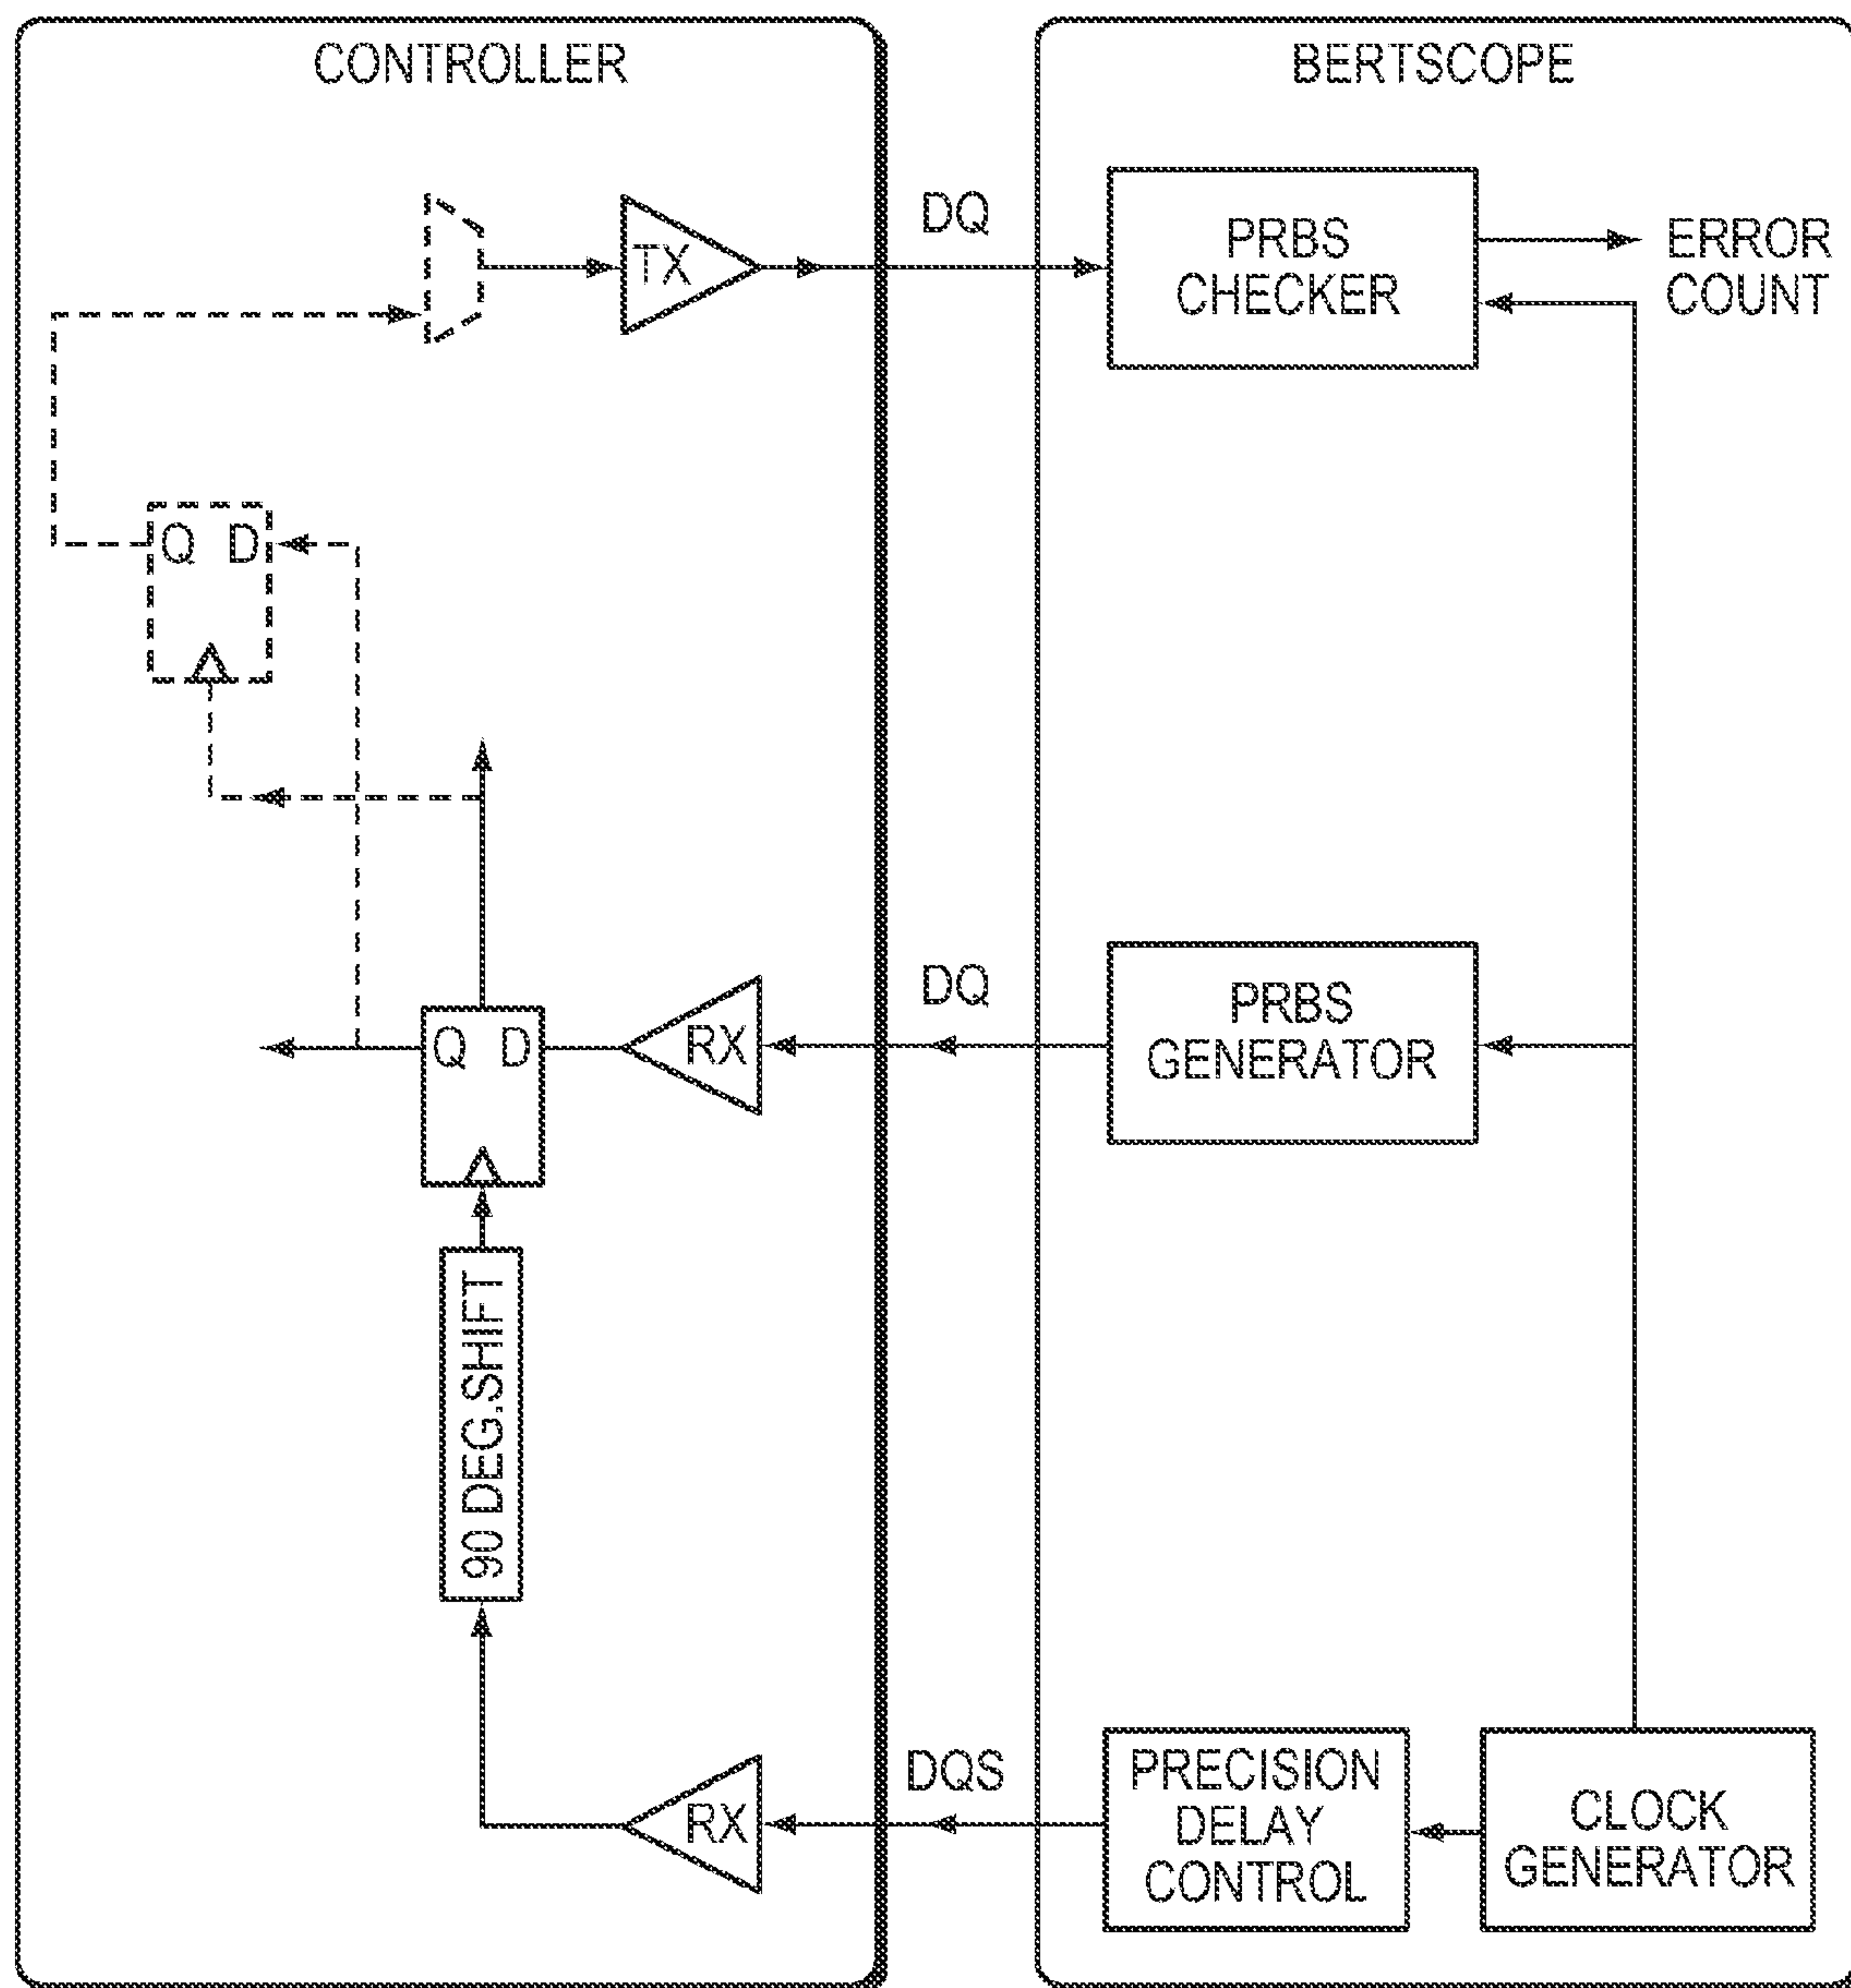 CONTROLLER
BERTSCOPE
TX
DQ
PRBS
CHECKER
ERROR
COUNT
Q D
Q D
RX
DQ
PRBS
GENERATOR
90 DEG.SHIFT
RX
DQS
PRECISION
DELAY
CONTROL
CLOCK
GENERATOR